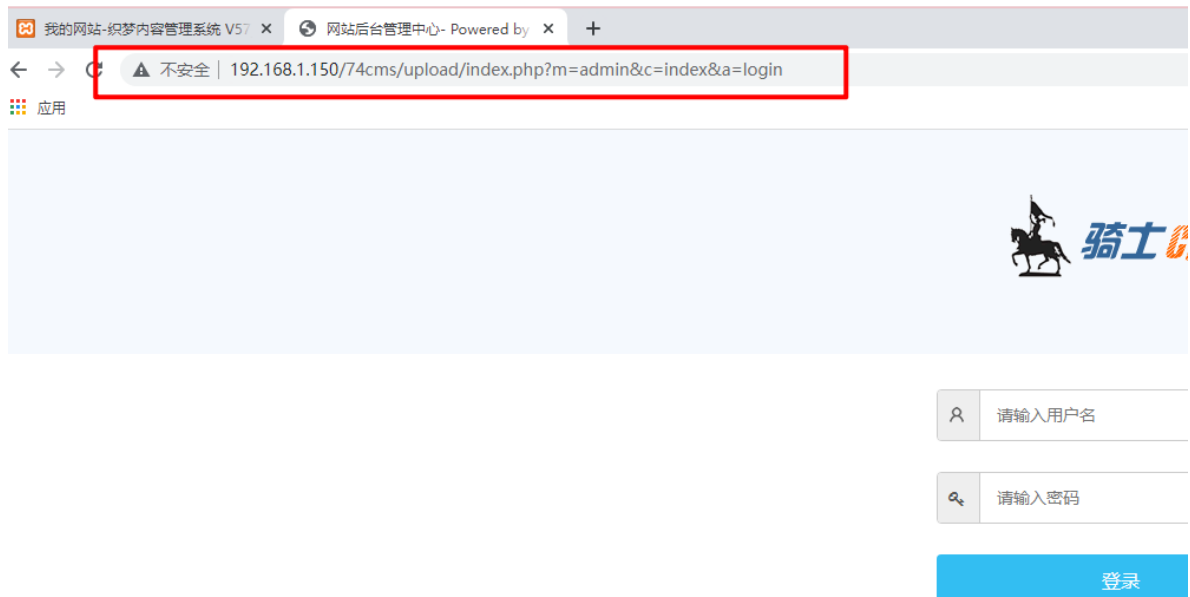 我的网站-织梦内容管理系统 V57
网站后台管理中心- Powered by
不安全 192.168.1.150/74cms/upload/index.php?m=admin&c=index&a=login
应用
骑士
请输入用户名
请输入密码
登录